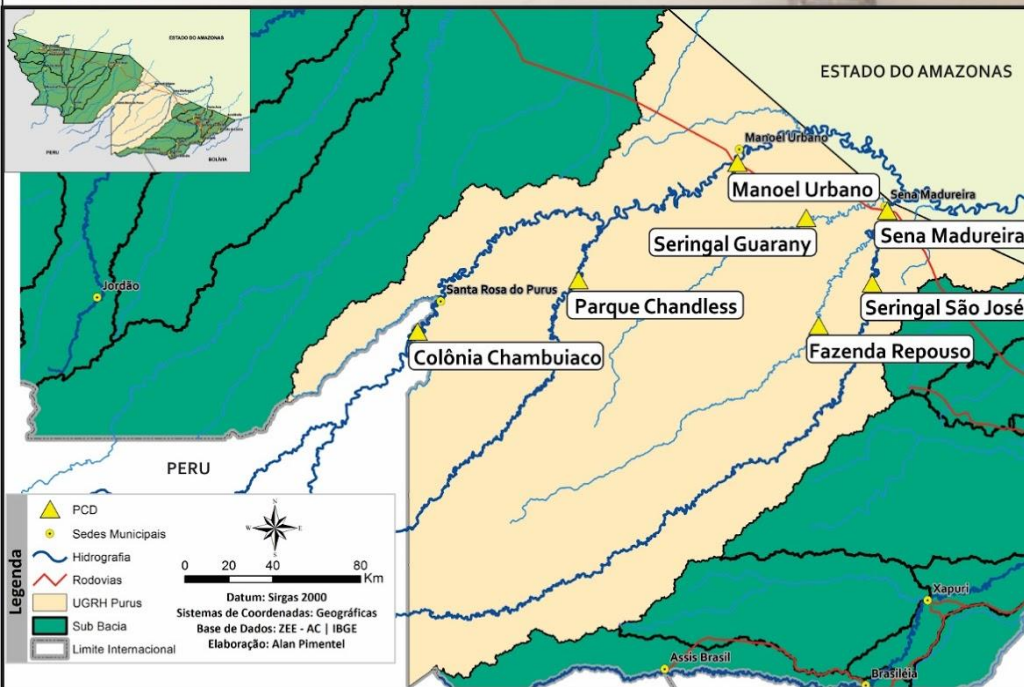 ESTADO DO AMAZONAS
PERU
BOLÍVIA
ESTADO DO AMAZONAS
Manoel Urbano
Manoel Urbano
Sena Madureira
Sena Madureira
Seringal Guarany
Jordão
Santa Rosa do Purus
Parque Chandless
Seringal São José
Colônia Chambuiaco
Fazenda Repouso
PERU
Legenda
PCD
Sedes Municipais
Hidrografia
Rodovias
UGRH Purus
Sub Bacia
Limite Internacional
N
W E
S
0 20 40 80
Km
Datum: Sirgas 2000
Sistemas de Coordenadas: Geográficas
Base de Dados: ZEE - AC | IBGE
Elaboração: Alan Pimentel
Xapuri
Assis Brasil
Brasiléia